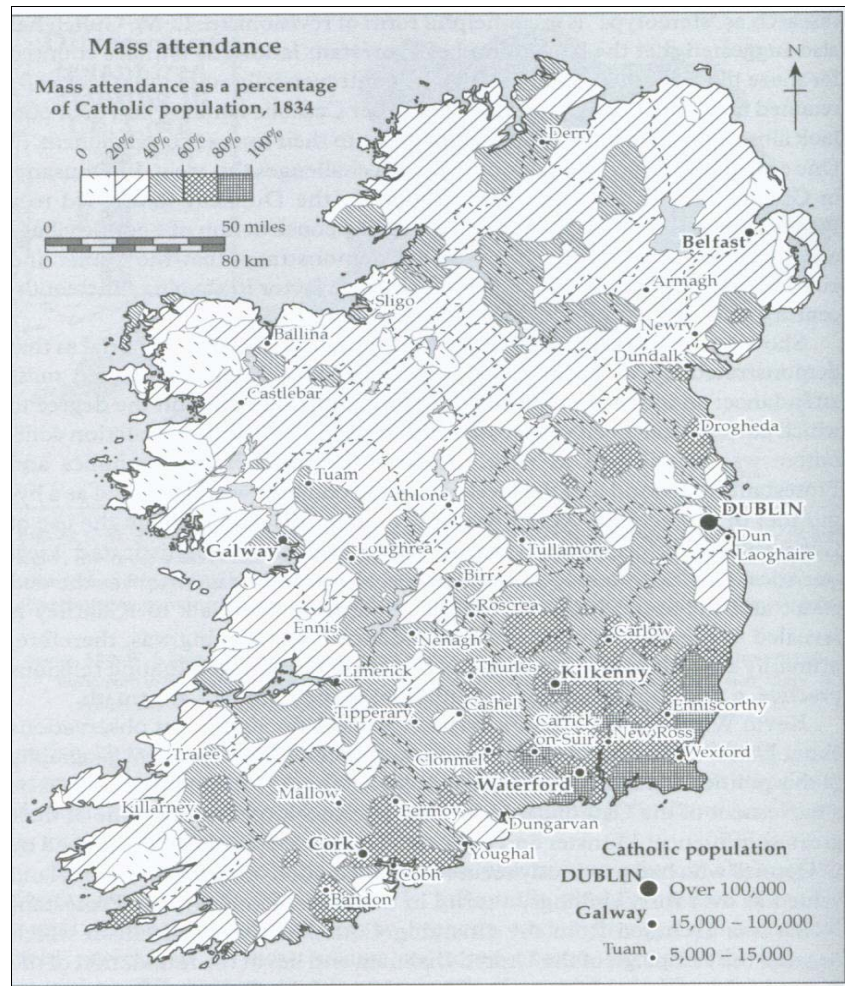 Mass attendance
Mass attendance as a percentage
of Catholic population, 1834
0 20% 40% 60% 80% 100%
0 50 miles
0 80 km
N
Derry
Belfast
Armagh
Sligo
Newry
Ballina
Dundalk
Castlebar
Drogheda
Tuam
Athlone
DUBLIN
Dun
Laoghaire
Galway
Loughrea
Tullamore
Birr
Roscrea
Ennis
Nenagh
Carlow
Limerick
Thurles
Kilkenny
Tipperary
Cashel
Enniscorthy
Carrick-
on-Suir
New Ross
Clonmel
Wexford
Tralee
Waterford
Mallow
Killarney
Fermoy
Dungarvan
Cork
Youghal
Cobh
Bandon
Catholic population
DUBLIN Over 100,000
Galway 15,000 – 100,000
Tuam 5,000 – 15,000